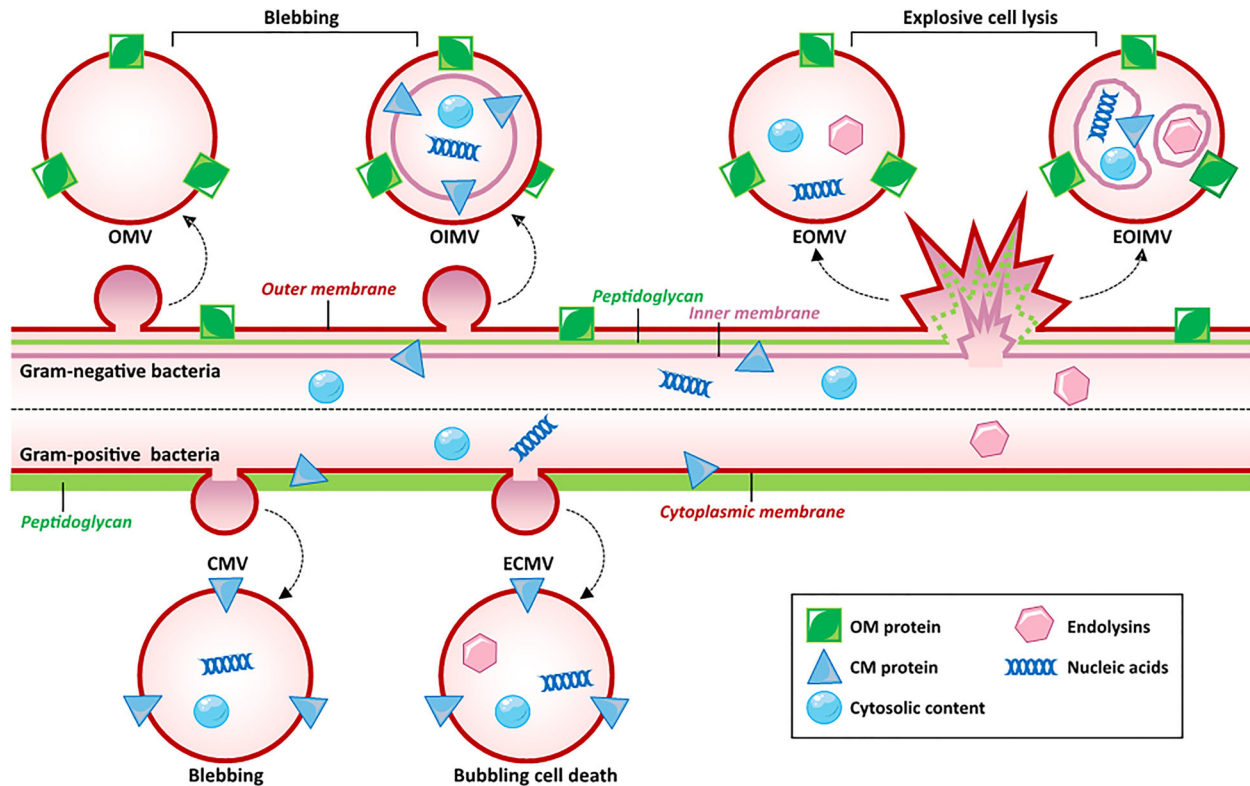 Blebbing
Explosive cell lysis
OMV
OIMV
EOMV
EOIMV
Outer membrane
Peptidoglycan
Inner membrane
Gram-negative bacteria
Gram-positive bacteria
Peptidoglycan
Cytoplasmic membrane
CMV
ECMV
OM protein
Endolysins
CM protein
Nucleic acids
Cytosolic content
Blebbing
Bubbling cell death